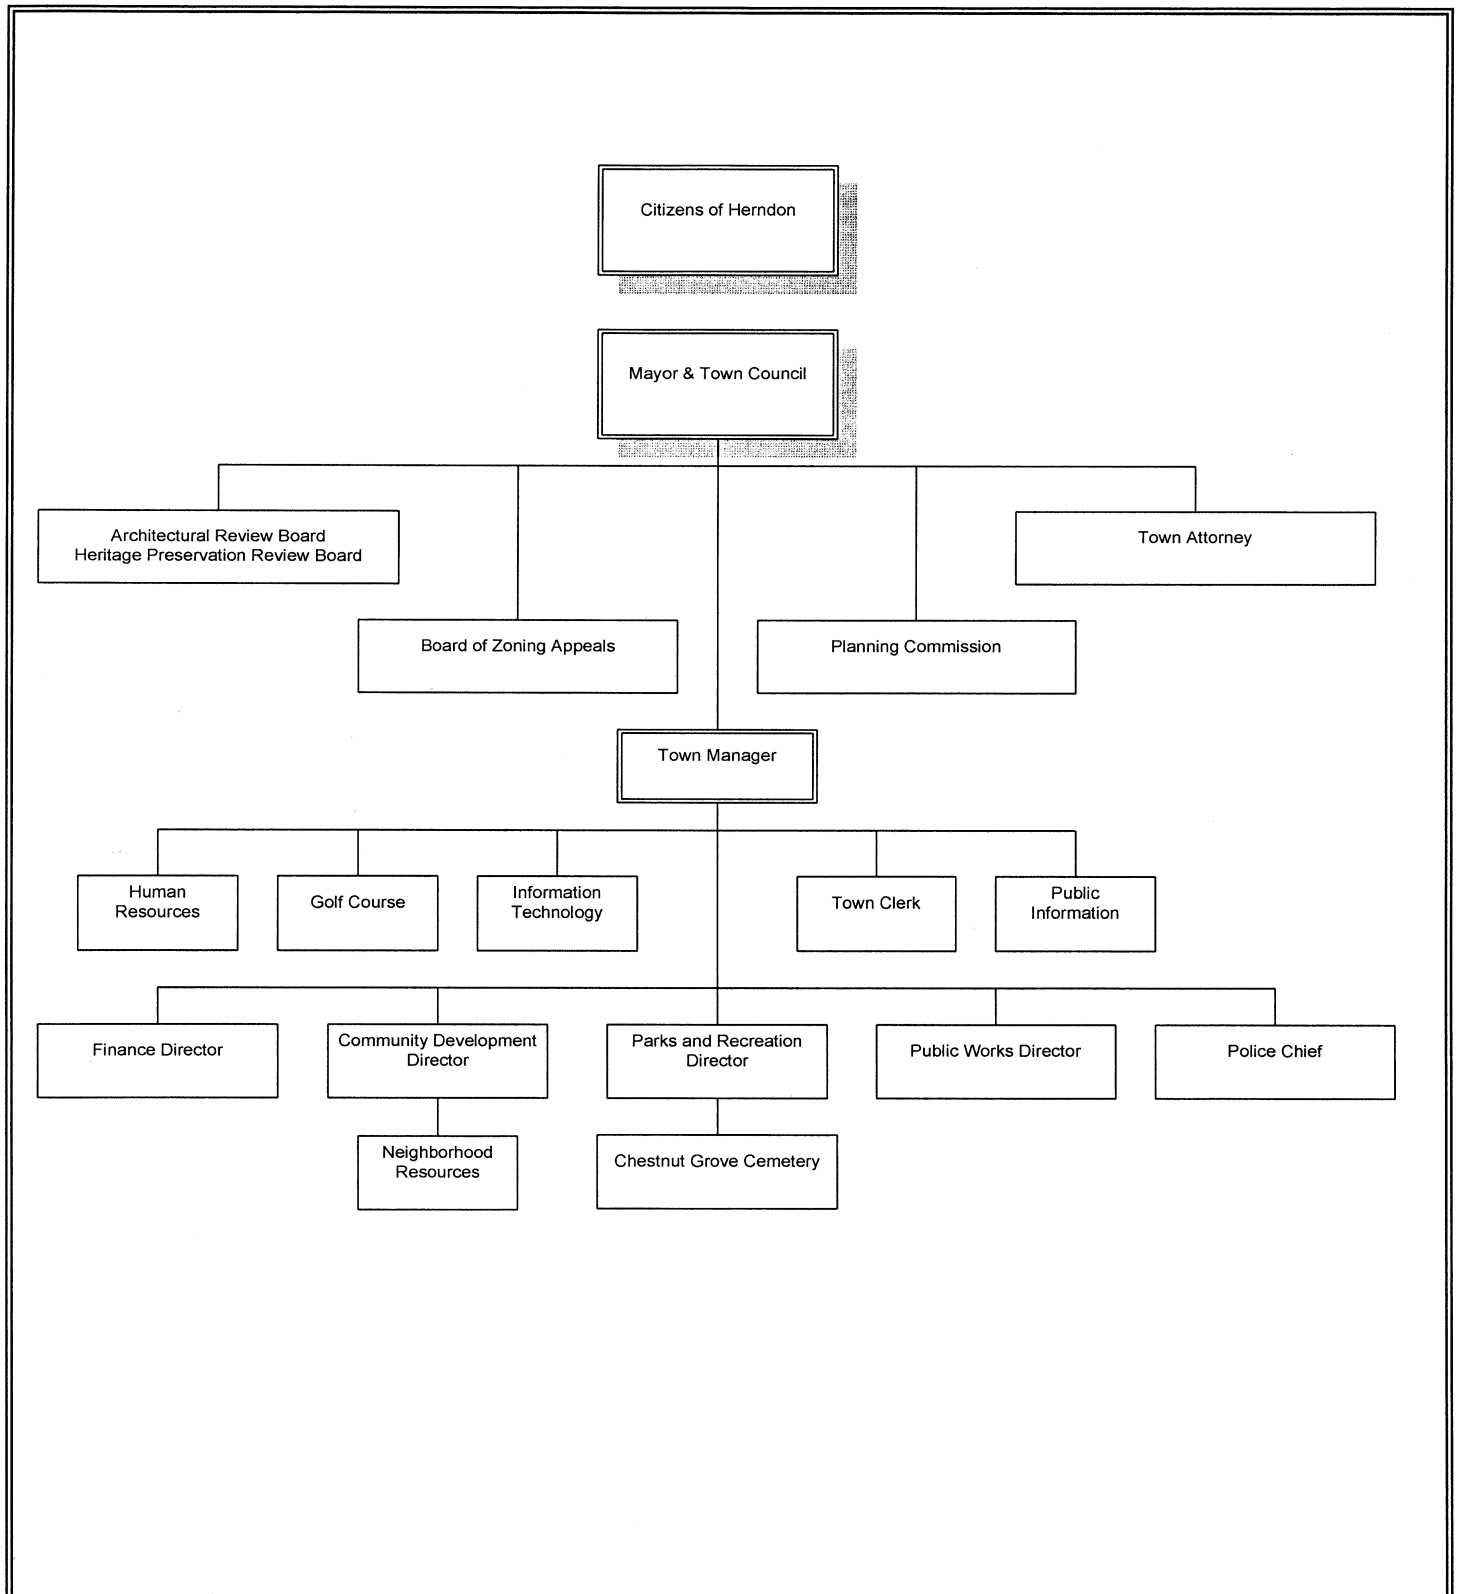 Citizens of Herndon
Mayor & Town Council
Architectural Review Board
Heritage Preservation Review Board
Town Attorney
Board of Zoning Appeals
Planning Commission
Town Manager
Human
Resources
Golf Course
Information
Technology
Town Clerk
Public
Information
Finance Director
Community Development
Director
Parks and Recreation
Director
Public Works Director
Police Chief
Neighborhood
Resources
Chestnut Grove Cemetery